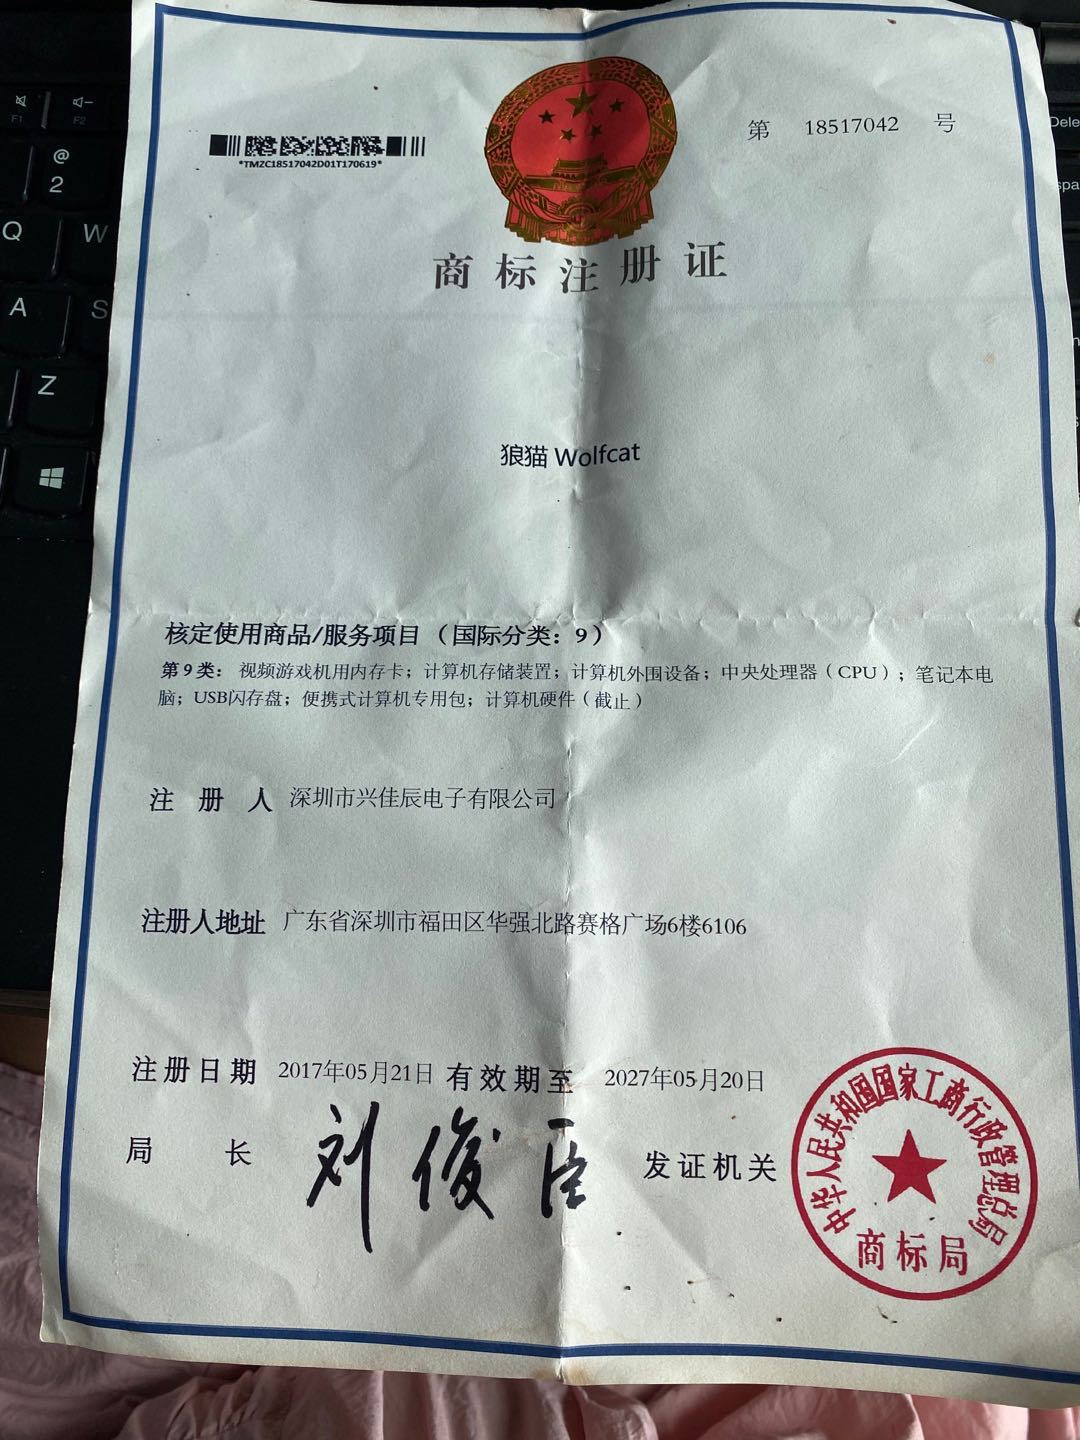 第 18517042 号
*TMZC18517042D01T170619*
商标注册证
狼猫 Wolfcat
核定使用商品/服务项目（国际分类：9）
第9类：视频游戏机用内存卡；计算机存储装置；计算机外围设备；中央处理器（CPU）；笔记本电
脑；USB闪存盘；便携式计算机专用包；计算机硬件（截止）
注册人 深圳市兴佳辰电子有限公司
注册人地址 广东省深圳市福田区华强北路赛格广场6楼6106
注册日期 2017年05月21日 有效期至 2027年05月20日
局长 刘俊臣 发证机关
中华人民共和国国家工商行政管理总局
商标局
F1
F2
@
2
Q
W
A
S
Z
Dele